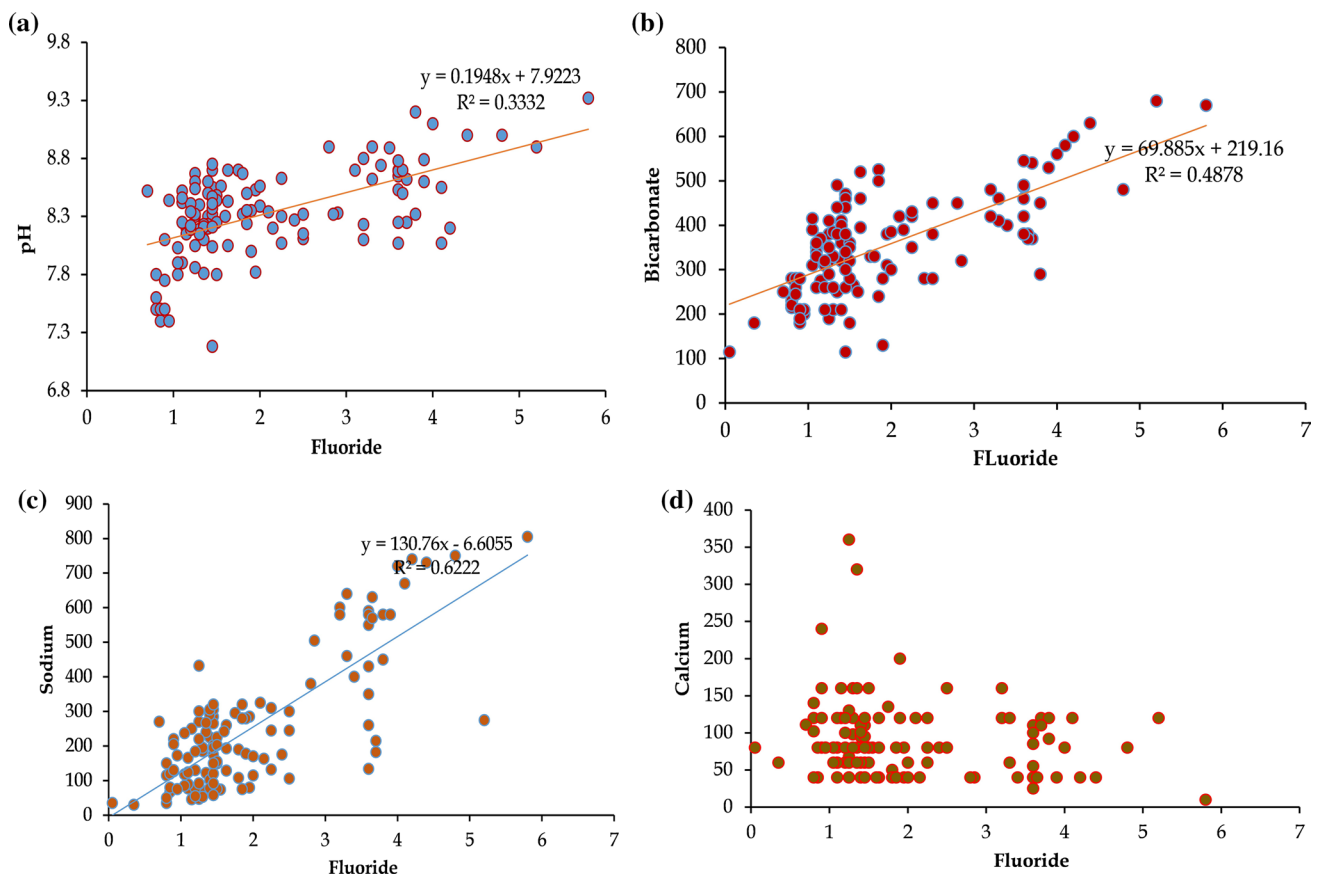 (a)
pH
9.8
9.3
8.8
8.3
7.8
7.3
6.8
y = 0.1948x + 7.9223
R² = 0.3332
0 1 2 3 4 5 6
Fluoride
(b)
Bicarbonate
800
700
600
500
400
300
200
100
0
y = 69.885x + 219.16
R² = 0.4878
0 1 2 3 4 5 6 7
FLuoride
(c)
Sodium
900
800
700
600
500
400
300
200
100
0
y = 130.76x - 6.6055
R² = 0.6222
0 1 2 3 4 5 6 7
Fluoride
(d)
Calcium
400
350
300
250
200
150
100
50
0
0 1 2 3 4 5 6 7
Fluoride